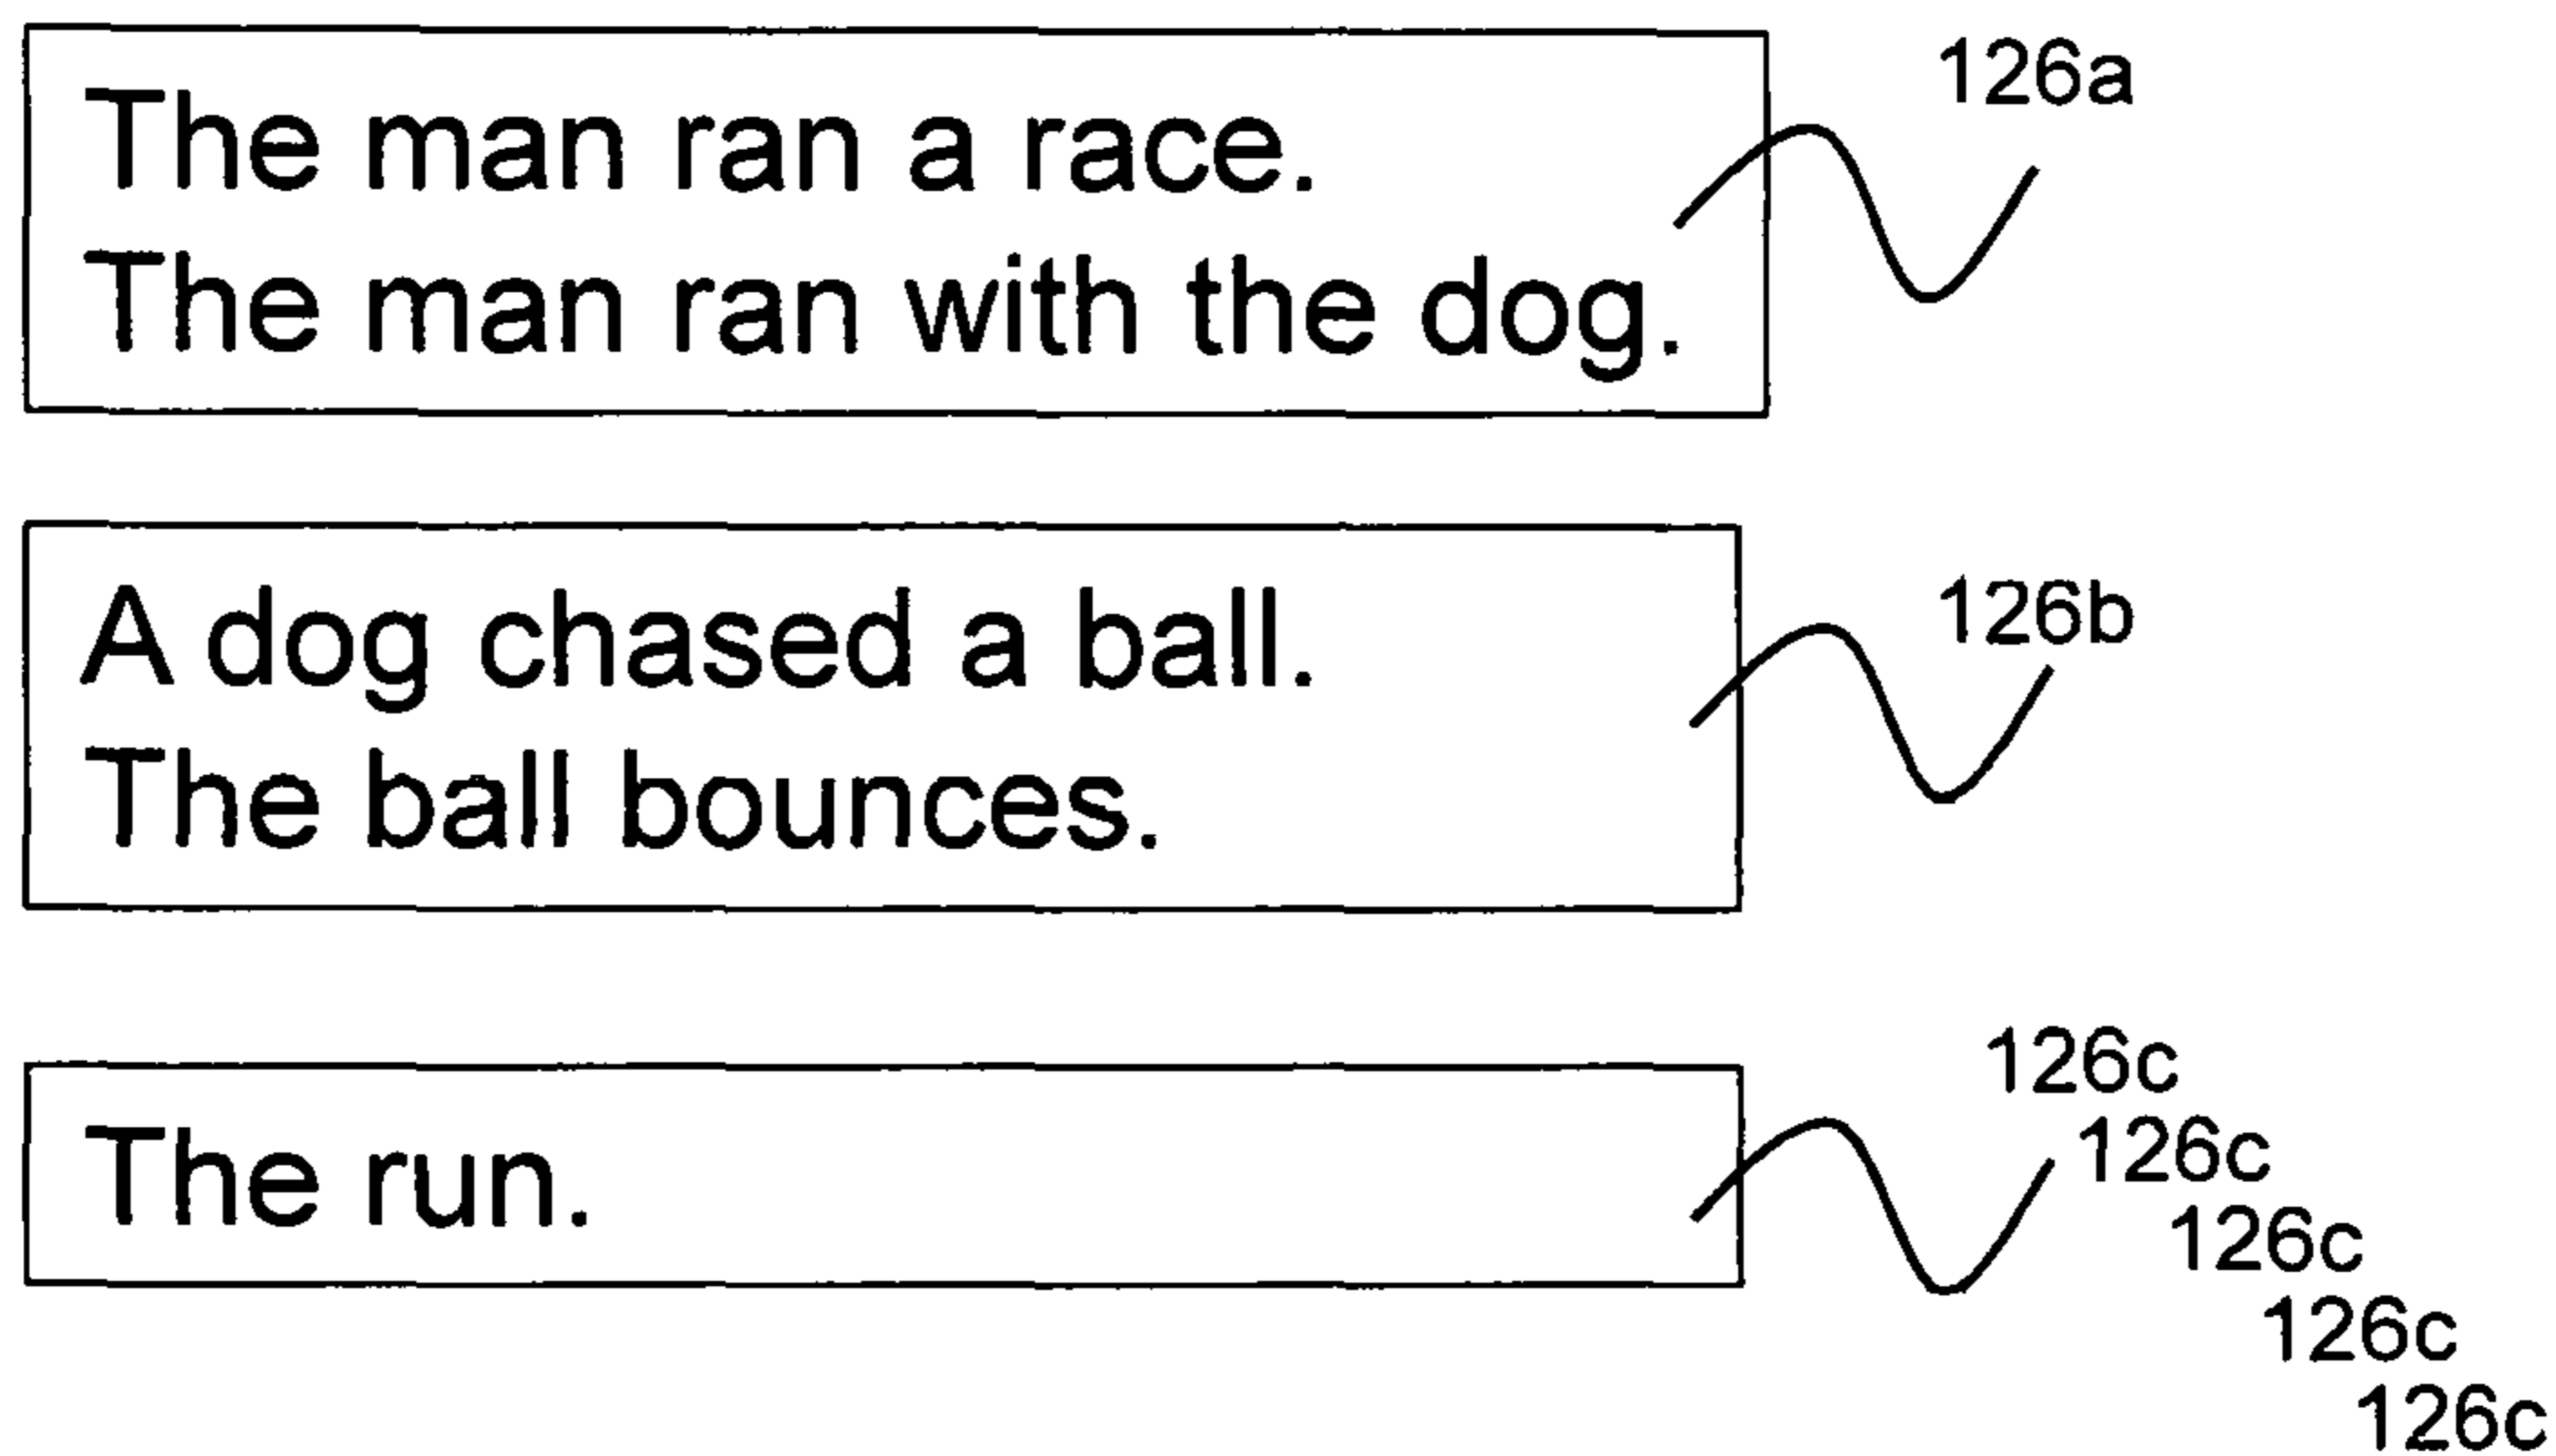 The man ran a race.
The man ran with the dog.
126a
A dog chased a ball.
The ball bounces.
126b
The run.
126c
126c
126c
126c
126c